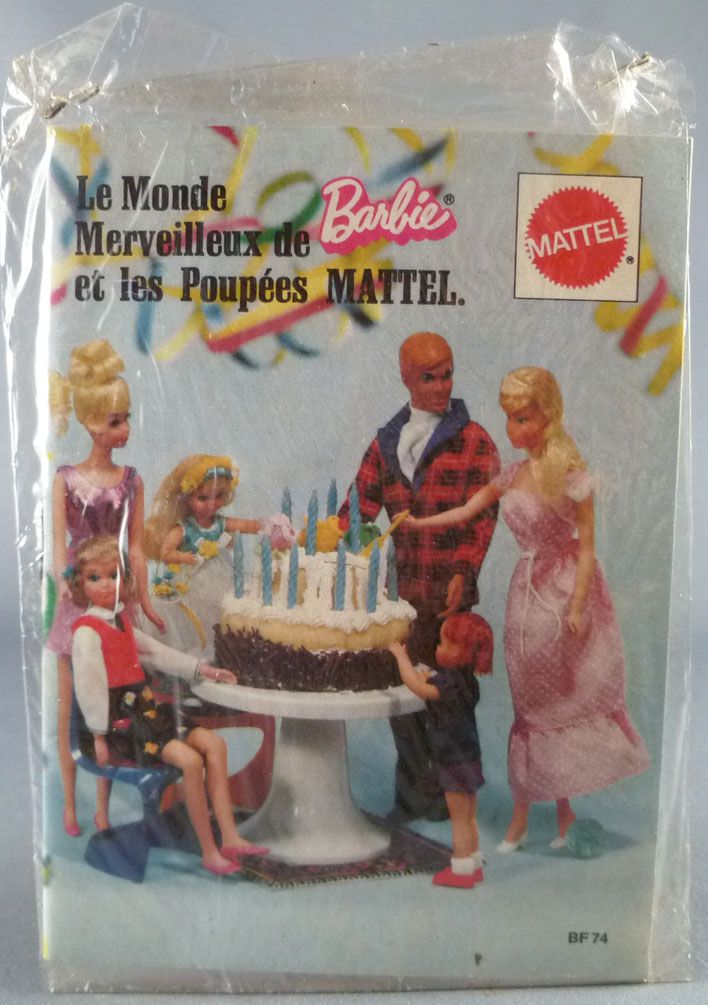 Le Monde
Merveilleux de Barbie®
et les Poupées MATTEL.
MATTEL®
BF 74